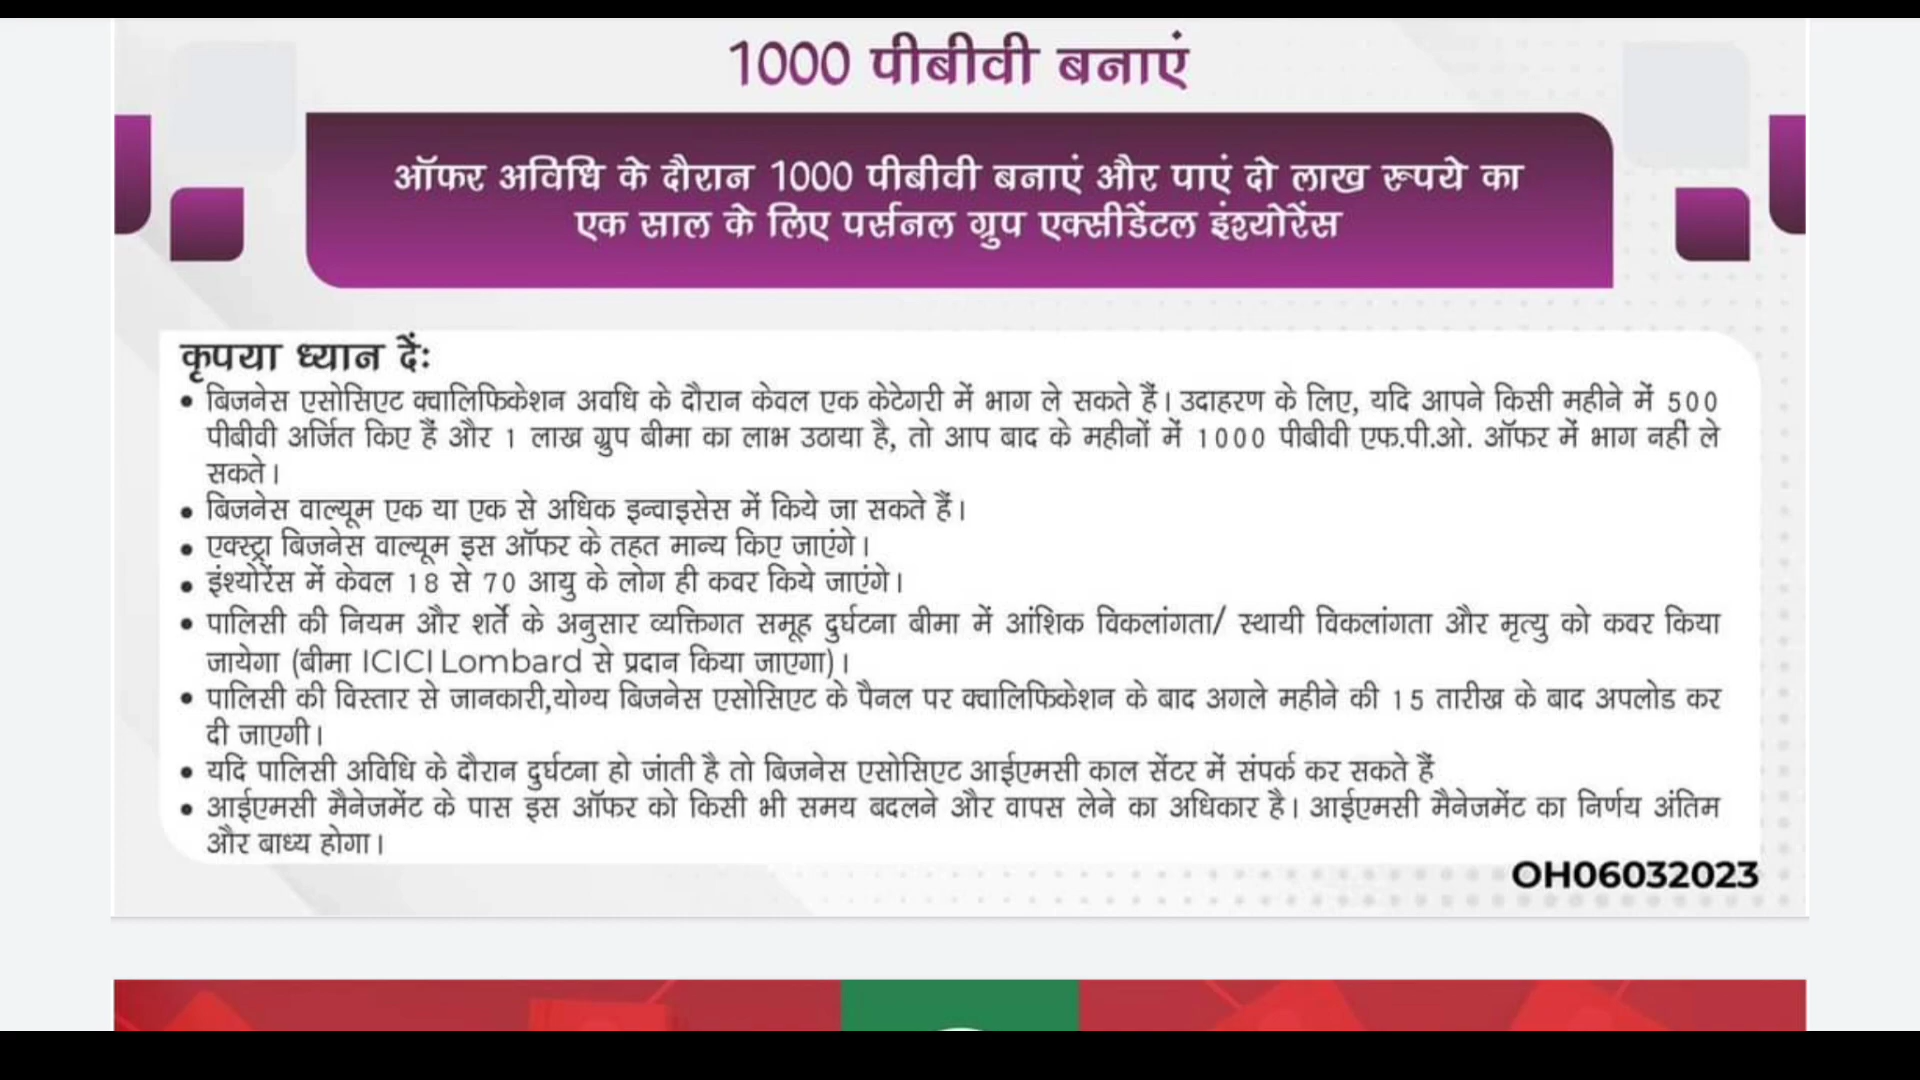 1000 पीबीवी बनाएं
ऑफर अविधि के दौरान 1000 पीबीवी बनाएं और पाएं दो लाख रूपये का
एक साल के लिए पर्सनल ग्रुप एक्सीडेंटल इंश्योरेंस
कृपया ध्यान दें:
• बिजनेस एसोसिएट क्वालिफिकेशन अवधि के दौरान केवल एक केटेगरी में भाग ले सकते हैं। उदाहरण के लिए, यदि आपने किसी महीने में 500
पीबीवी अर्जित किए हैं और 1 लाख ग्रुप बीमा का लाभ उठाया है, तो आप बाद के महीनों में 1000 पीबीवी एफ.पी.ओ. ऑफर में भाग नहीं ले
सकते।
• बिजनेस वाल्यूम एक या एक से अधिक इन्वाइसेस में किये जा सकते हैं।
• एक्स्ट्रा बिजनेस वाल्यूम इस ऑफर के तहत मान्य किए जाएंगे।
• इंश्योरेंस में केवल 18 से 70 आयु के लोग ही कवर किये जाएंगे।
• पालिसी की नियम और शर्ते के अनुसार व्यक्तिगत समूह दुर्घटना बीमा में आंशिक विकलांगता/ स्थायी विकलांगता और मृत्यु को कवर किया
जायेगा (बीमा ICICI Lombard से प्रदान किया जाएगा)।
• पालिसी की विस्तार से जानकारी,योग्य बिजनेस एसोसिएट के पैनल पर क्वालिफिकेशन के बाद अगले महीने की 15 तारीख के बाद अपलोड कर
दी जाएगी।
• यदि पालिसी अविधि के दौरान दुर्घटना हो जांती है तो बिजनेस एसोसिएट आईएमसी काल सेंटर में संपर्क कर सकते हैं
• आईएमसी मैनेजमेंट के पास इस ऑफर को किसी भी समय बदलने और वापस लेने का अधिकार है। आईएमसी मैनेजमेंट का निर्णय अंतिम
और बाध्य होगा।
OH06032023